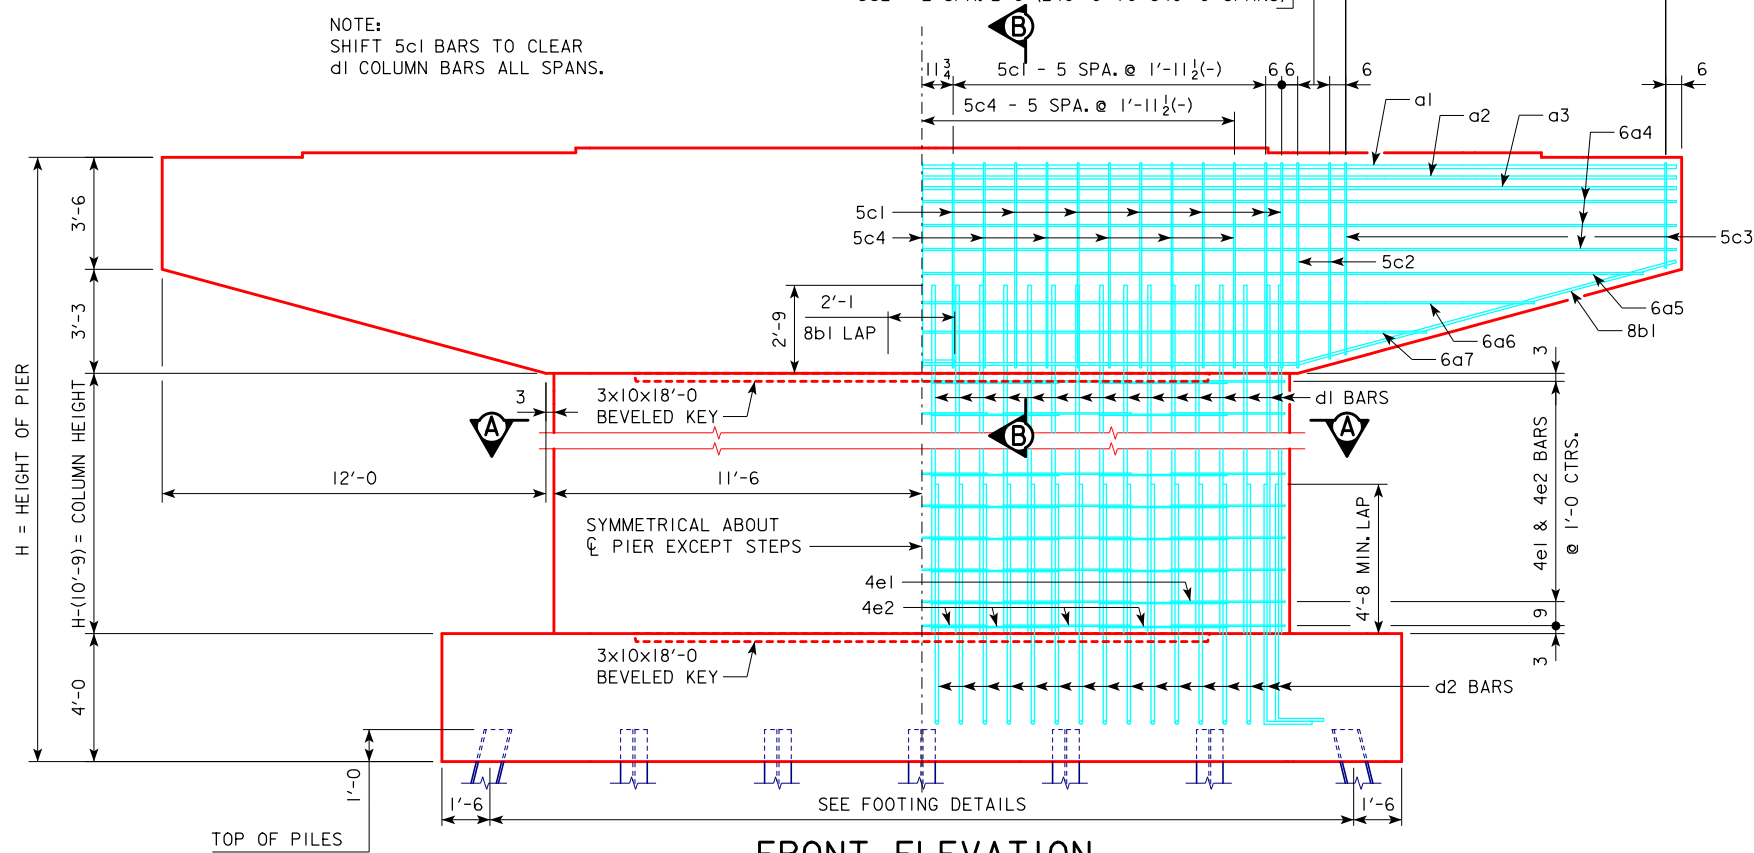 NOTE:
SHIFT 5c1 BARS TO CLEAR
d1 COLUMN BARS ALL SPANS.
B
11 3/4
5c1 - 5 SPA. @ 1'-11 1/2(-)
6 6
6
6
5c4 - 5 SPA. @ 1'-11 1/2(-)
a1
a2
a3
6a4
5c1
5c4
5c3
5c2
3'-6
3'-3
2'-9
2'-1
8b1 LAP
6a5
8b1
6a6
6a7
3
H = HEIGHT OF PIER
H-(10'-9) = COLUMN HEIGHT
3
3x10x18'-0
BEVELED KEY
d1 BARS
A
B
A
12'-0
11'-6
SYMMETRICAL ABOUT
℄ PIER EXCEPT STEPS
4'-8 MIN. LAP
4e1 & 4e2 BARS
@ 1'-0 CTRS.
4e1
4e2
9
3
3x10x18'-0
BEVELED KEY
d2 BARS
4'-0
1'-0
1'-6
SEE FOOTING DETAILS
1'-6
TOP OF PILES
FRONT ELEVATION